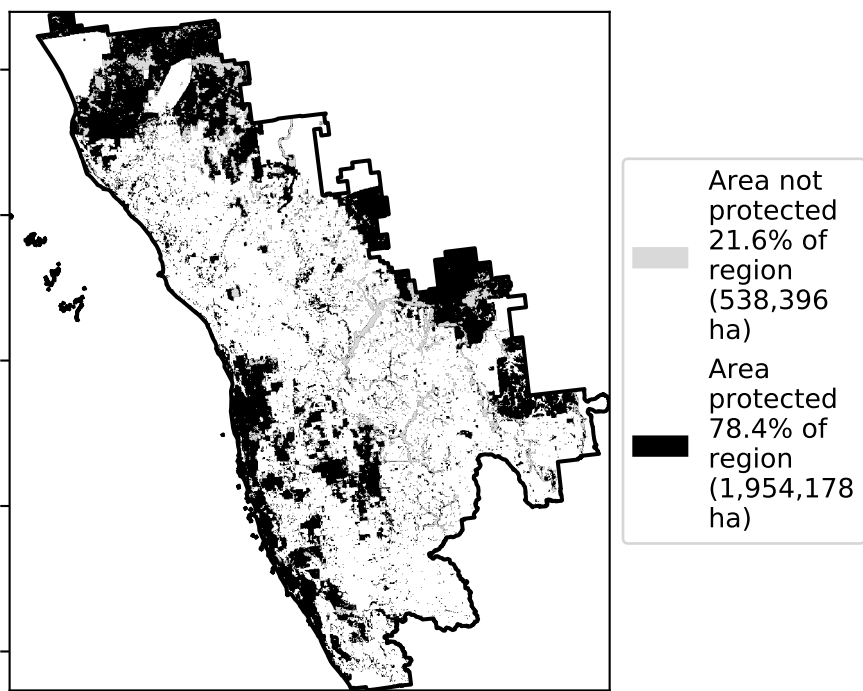 Area not
protected
21.6% of
region
(538,396
ha)
Area
protected
78.4% of
region
(1,954,178
ha)